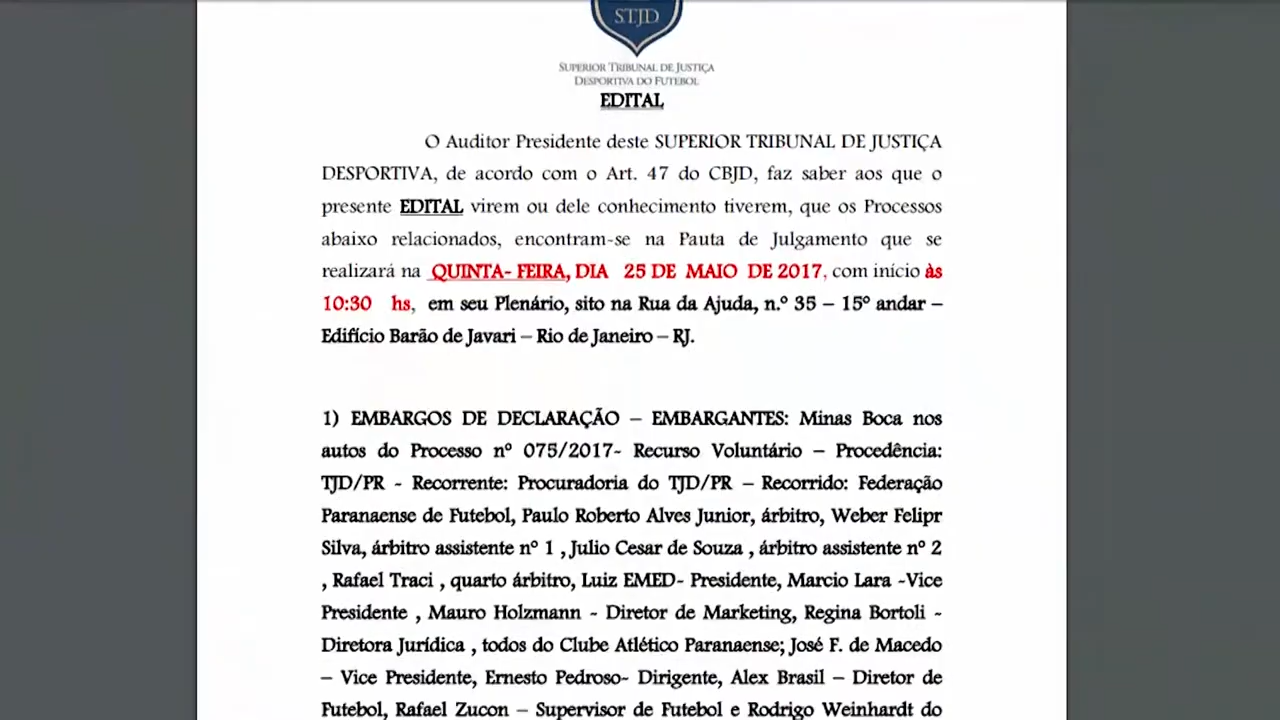 STJD
SUPERIOR TRIBUNAL DE JUSTIÇA
DESPORTIVA DO FUTEBOL
EDITAL
O Auditor Presidente deste SUPERIOR TRIBUNAL DE JUSTIÇA
DESPORTIVA, de acordo com o Art. 47 do CBJD, faz saber aos que o
presente EDITAL virem ou dele conhecimento tiverem, que os Processos
abaixo relacionados, encontram-se na Pauta de Julgamento que se
realizará na QUINTA- FEIRA, DIA 25 DE MAIO DE 2017, com início às
10:30 hs, em seu Plenário, sito na Rua da Ajuda, n.º 35 – 15º andar –
Edifício Barão de Javari – Rio de Janeiro – RJ.
1) EMBARGOS DE DECLARAÇÃO – EMBARGANTES: Minas Boca nos
autos do Processo nº 075/2017- Recurso Voluntário – Procedência:
TJD/PR - Recorrente: Procuradoria do TJD/PR – Recorrido: Federação
Paranaense de Futebol, Paulo Roberto Alves Junior, árbitro, Weber Felipr
Silva, árbitro assistente nº 1 , Julio Cesar de Souza , árbitro assistente nº 2
, Rafael Traci , quarto árbitro, Luiz EMED- Presidente, Marcio Lara -Vice
Presidente , Mauro Holzmann - Diretor de Marketing, Regina Bortoli -
Diretora Jurídica , todos do Clube Atlético Paranaense; José F. de Macedo
– Vice Presidente, Ernesto Pedroso- Dirigente, Alex Brasil – Diretor de
Futebol, Rafael Zucon – Supervisor de Futebol e Rodrigo Weinhardt do